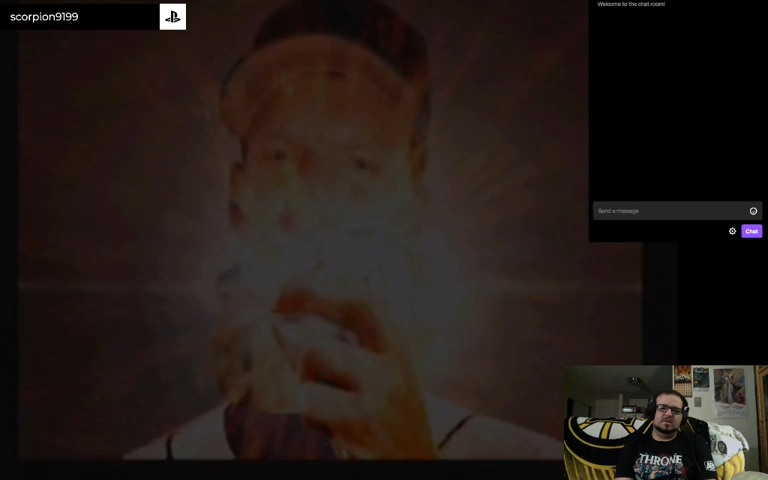 scorpion9199
Welcome to the chat room!
Send a message
Chat
THRONE